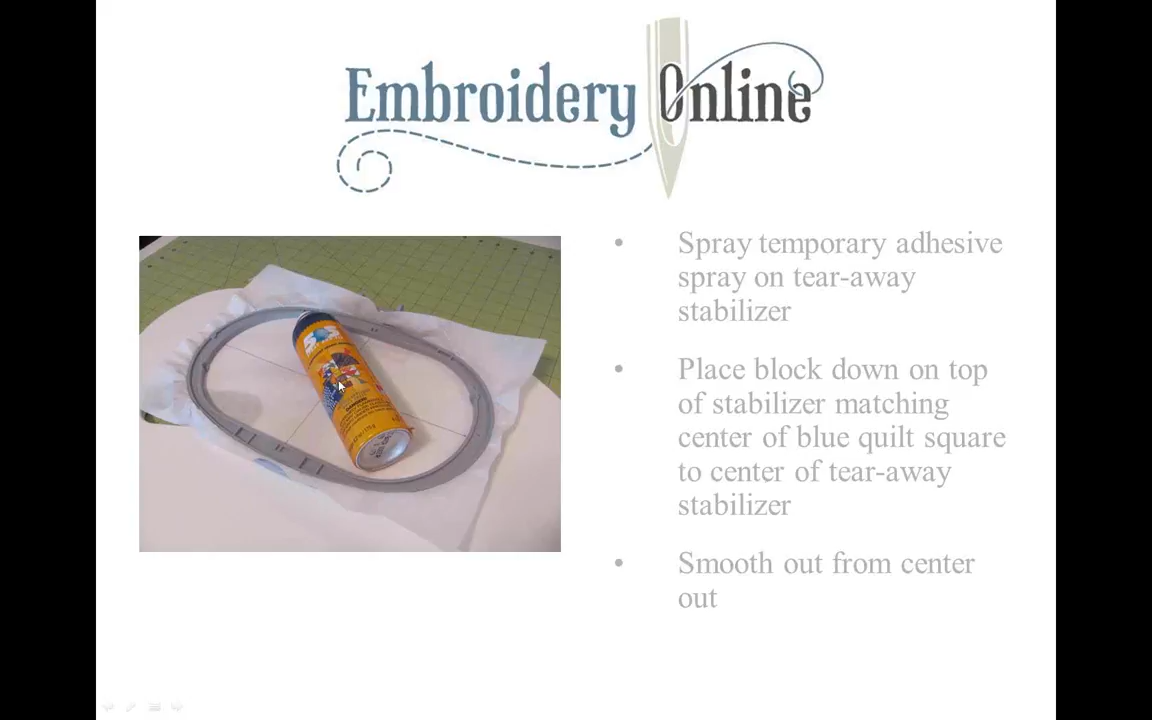 Embroidery Online
• Spray temporary adhesive
spray on tear-away
stabilizer
• Place block down on top
of stabilizer matching
center of blue quilt square
to center of tear-away
stabilizer
• Smooth out from center
out